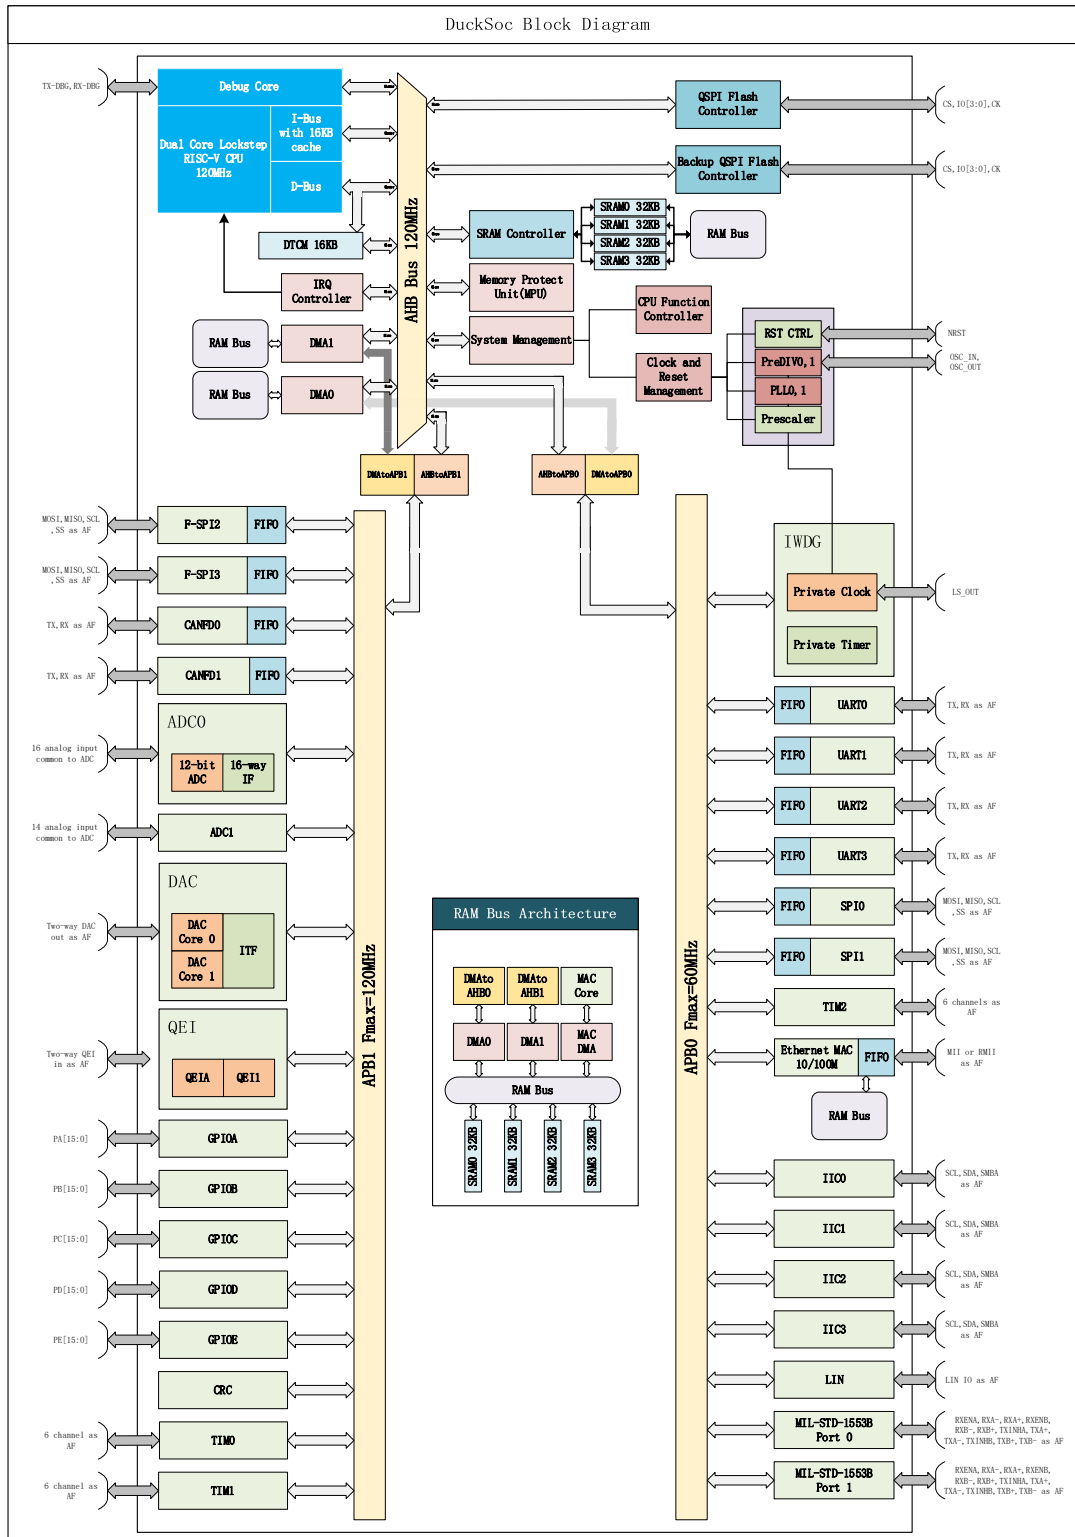 DuckSoc Block Diagram
TX-DBG,RX-DBG
Debug Core
Dual Core Lockstep
RISC-V CPU
120MHz
I-Bus
with 16KB
cache
D-Bus
DTCM 16KB
IRQ
Controller
RAM Bus
DMA1
RAM Bus
DMA0
AHB Bus 120MHz
QSPI Flash
Controller
CS,IO[3:0],CK
Backup QSPI Flash
Controller
CS,IO[3:0],CK
SRAM Controller
SRAM0 32KB
SRAM1 32KB
SRAM2 32KB
SRAM3 32KB
RAM Bus
Memory Protect
Unit(MPU)
System Management
CPU Function
Controller
Clock and
Reset
Management
RST CTRL
PreDIV0,1
PLL0,1
Prescaler
NRST
OSC_IN,
OSC_OUT
DMAtoAPB1
AHBtoAPB1
AHBtoAPB0
DMAtoAPB0
MOSI,MISO,SCL
,SS as AF
F-SPI2
FIFO
MOSI,MISO,SCL
,SS as AF
F-SPI3
FIFO
TX,RX as AF
CANFD0
FIFO
TX,RX as AF
CANFD1
FIFO
ADC0
16 analog input
common to ADC
12-bit
ADC
16-way
IF
14 analog input
common to ADC
ADC1
DAC
Two-way DAC
out as AF
DAC
Core 0
DAC
Core 1
ITF
QEI
Two-way QEI
in as AF
QEIA
QEI1
PA[15:0]
GPIOA
PB[15:0]
GPIOB
PC[15:0]
GPIOC
PD[15:0]
GPIOD
PE[15:0]
GPIOE
CRC
6 channel as
AF
TIM0
6 channel as
AF
TIM1
APB1 Fmax=120MHz
RAM Bus Architecture
DMAto
AHB0
DMAto
AHB1
MAC
Core
DMA0
DMA1
MAC
DMA
RAM Bus
SRAM0 32KB
SRAM1 32KB
SRAM2 32KB
SRAM3 32KB
APB0 Fmax=60MHz
IWDG
Private Clock
LS_OUT
Private Timer
FIFO
UART0
TX,RX as AF
FIFO
UART1
TX,RX as AF
FIFO
UART2
TX,RX as AF
FIFO
UART3
TX,RX as AF
FIFO
SPI0
MOSI,MISO,SCL
,SS as AF
FIFO
SPI1
MOSI,MISO,SCL
,SS as AF
TIM2
6 channels as
AF
Ethernet MAC
10/100M
FIFO
MII or RMII
as AF
RAM Bus
IIC0
SCL,SDA,SMBA
as AF
IIC1
SCL,SDA,SMBA
as AF
IIC2
SCL,SDA,SMBA
as AF
IIC3
SCL,SDA,SMBA
as AF
LIN
LIN IO as AF
MIL-STD-1553B
Port 0
RXENA,RXA-,RXA+,RXENB,
RXB-,RXB+,TXINHA,TXA+,
TXA-,TXINHB,TXB+,TXB- as AF
MIL-STD-1553B
Port 1
RXENA,RXA-,RXA+,RXENB,
RXB-,RXB+,TXINHA,TXA+,
TXA-,TXINHB,TXB+,TXB- as AF